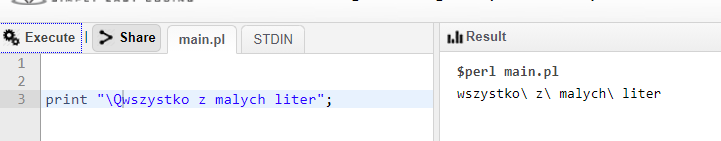 Execute | Share main.pl STDIN
Result
1
2
3 print "\Qwszystko z malych liter";
$perl main.pl
wszystko\ z\ malych\ liter